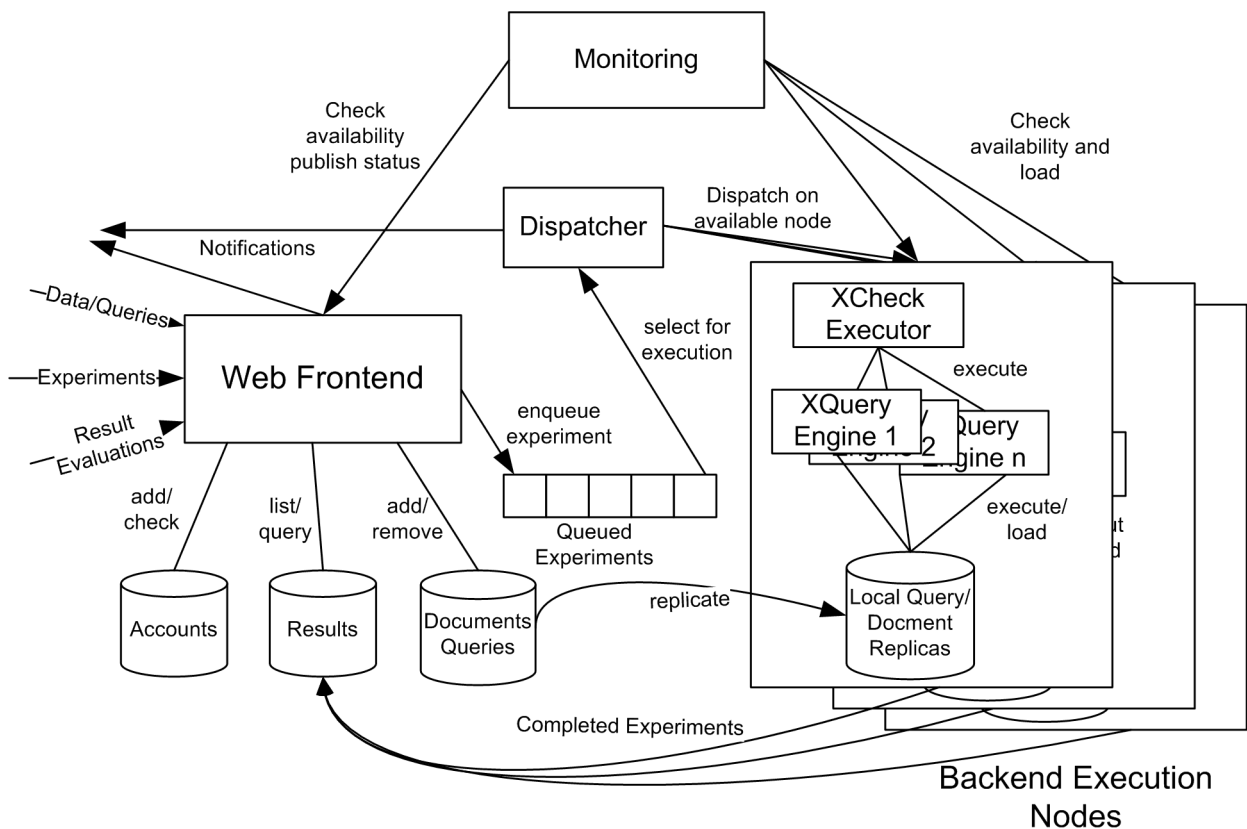 Monitoring
Check
availability
publish status
Check
availability and
load
Dispatch on
available node
Dispatcher
Notifications
Data/Queries
Experiments
Result
Evaluations
Web Frontend
select for
execution
enqueue
experiment
XCheck
Executor
execute
XQuery
Engine 1
2
Query
Engine n
execute/
load
add/
check
list/
query
add/
remove
Queued
Experiments
Accounts
Results
Documents
Queries
replicate
Local Query/
Docment
Replicas
Completed Experiments
Backend Execution
Nodes